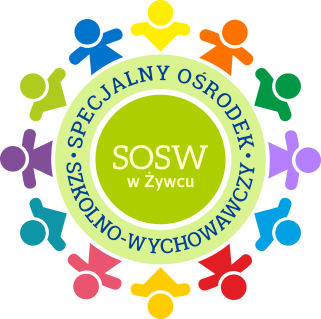 • SPECJALNY OŚRODEK •
SZKOLNO-WYCHOWAWCZY
SOSW
w Żywcu